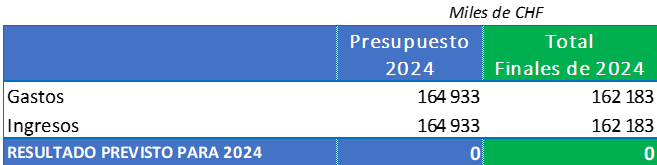 Miles de CHF
Presupuesto Total
2024 Finales de 2024
Gastos 164 933 162 183
Ingresos 164 933 162 183
RESULTADO PREVISTO PARA 2024 0 0